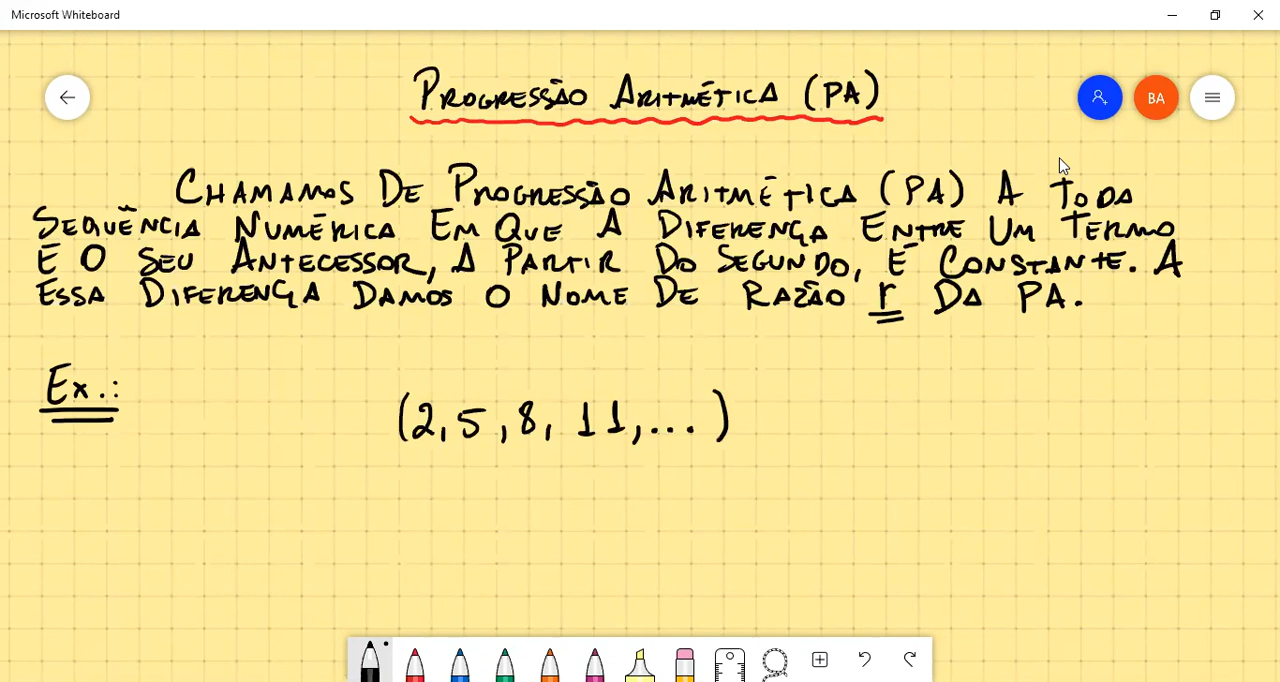 Microsoft Whiteboard
PROGRESSÃO ARITMÉTICA (PA)
BA
CHAMAMOS DE PROGRESSÃO ARITMÉTICA (PA) A TODA
SEQUÊNCIA NUMÉRICA EM QUE A DIFERENÇA ENTRE UM TERMO
E O SEU ANTECESSOR, A PARTIR DO SEGUNDO, É CONSTANTE. A
ESSA DIFERENÇA DAMOS O NOME DE RAZÃO r DA PA.
Ex.:
(2, 5, 8, 11, ...)